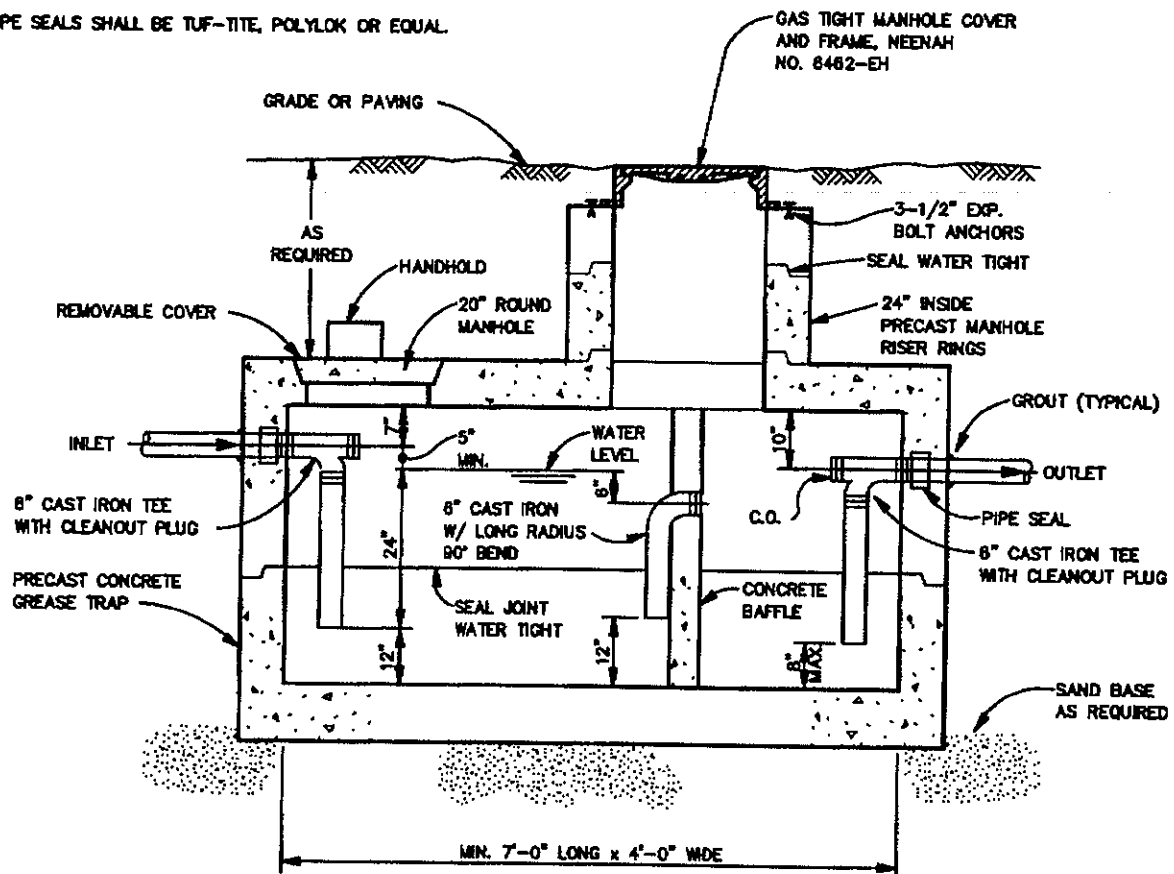 PE SEALS SHALL BE TUF-TITE, POLYLOK OR EQUAL.
GAS TIGHT MANHOLE COVER
AND FRAME, NEENAH
NO. 6462-EH
GRADE OR PAVING
AS
REQUIRED
HANDHOLD
REMOVABLE COVER
20" ROUND
MANHOLE
3-1/2" EXP.
BOLT ANCHORS
SEAL WATER TIGHT
24" INSIDE
PRECAST MANHOLE
RISER RINGS
INLET
7"
5"
MIN.
WATER
LEVEL
6"
10"
GROUT (TYPICAL)
OUTLET
6" CAST IRON TEE
WITH CLEANOUT PLUG
24"
6" CAST IRON
W/ LONG RADIUS
90° BEND
C.O.
PIPE SEAL
6" CAST IRON TEE
WITH CLEANOUT PLUG
PRECAST CONCRETE
GREASE TRAP
SEAL JOINT
WATER TIGHT
CONCRETE
BAFFLE
12"
12"
8"
MAX.
SAND BASE
AS REQUIRED
MIN. 7'-0" LONG x 4'-0" WIDE